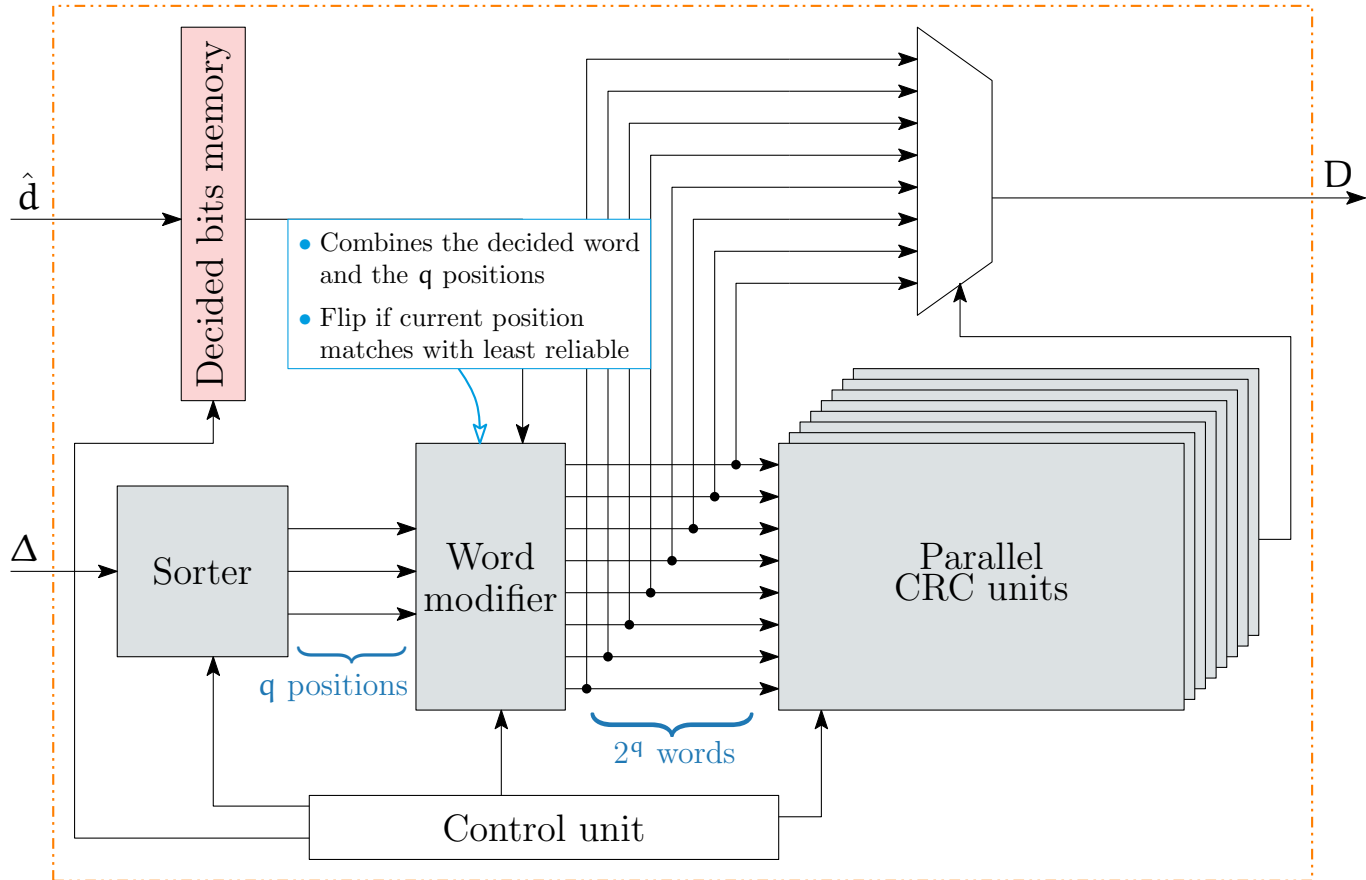 Decided bits memory
d̂
D
• Combines the decided word
and the q positions
• Flip if current position
matches with least reliable
Δ
Sorter
Word
modifier
Parallel
CRC units
q positions
2^q words
Control unit